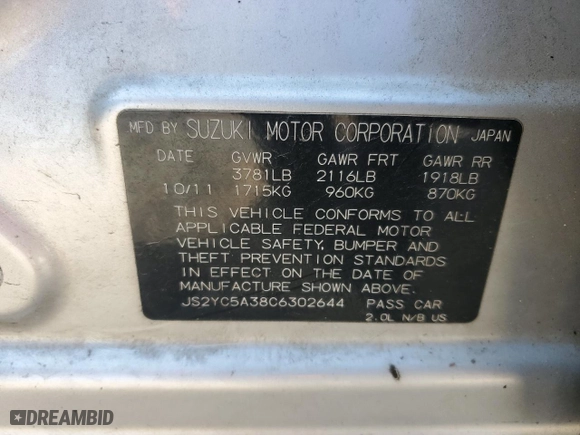 MFD BY SUZUKI MOTOR CORPORATION JAPAN
DATE GVWR GAWR FRT GAWR RR
3781LB 2116LB 1918LB
10/11 1715KG 960KG 870KG
THIS VEHICLE CONFORMS TO ALL
APPLICABLE FEDERAL MOTOR
VEHICLE SAFETY, BUMPER AND
THEFT PREVENTION STANDARDS
IN EFFECT ON THE DATE OF
MANUFACTURE SHOWN ABOVE.
JS2YC5A38C6302644 PASS CAR
2.0L N/B US
DREAMBID